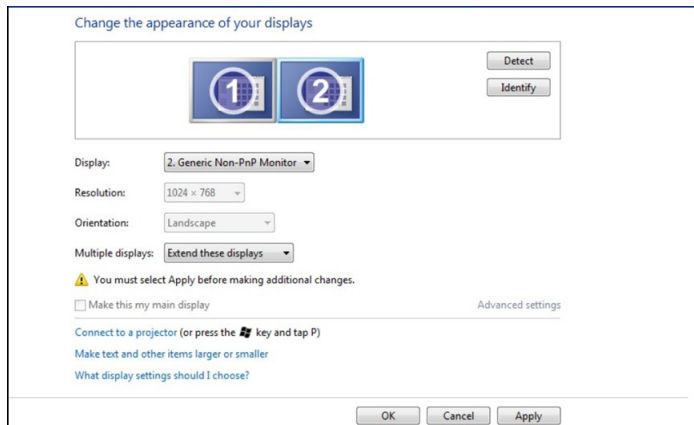 Change the appearance of your displays
1 2
Detect
Identify
Display: 2. Generic Non-PnP Monitor
Resolution: 1024 × 768
Orientation: Landscape
Multiple displays: Extend these displays
You must select Apply before making additional changes.
Make this my main display Advanced settings
Connect to a projector (or press the key and tap P)
Make text and other items larger or smaller
What display settings should I choose?
OK Cancel Apply